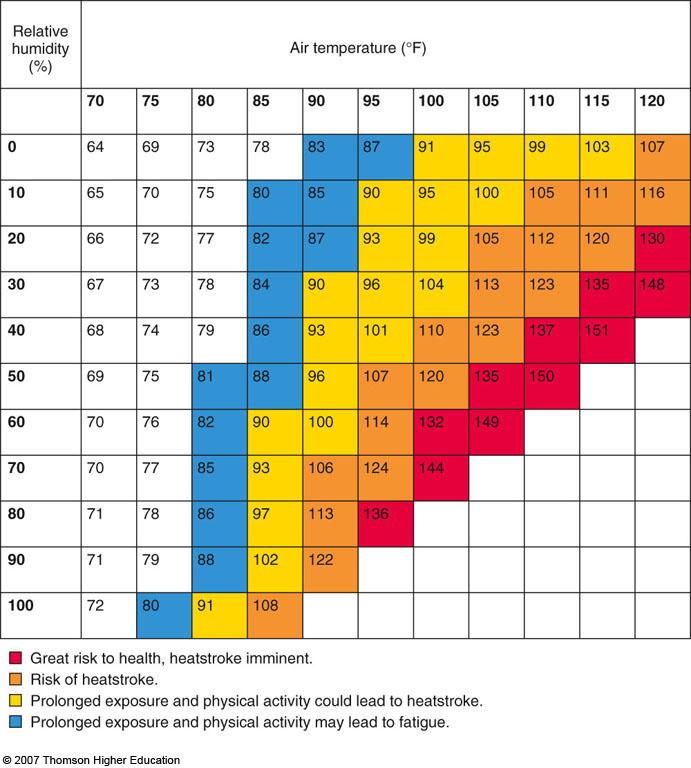 Relative humidity (%)
Air temperature (°F)
70 75 80 85 90 95 100 105 110 115 120
0 64 69 73 78 83 87 91 95 99 103 107
10 65 70 75 80 85 90 95 100 105 111 116
20 66 72 77 82 87 93 99 105 112 120 130
30 67 73 78 84 90 96 104 113 123 135 148
40 68 74 79 86 93 101 110 123 137 151
50 69 75 81 88 96 107 120 135 150
60 70 76 82 90 100 114 132 149
70 70 77 85 93 106 124 144
80 71 78 86 97 113 136
90 71 79 88 102 122
100 72 80 91 108
Great risk to health, heatstroke imminent.
Risk of heatstroke.
Prolonged exposure and physical activity could lead to heatstroke.
Prolonged exposure and physical activity may lead to fatigue.
© 2007 Thomson Higher Education